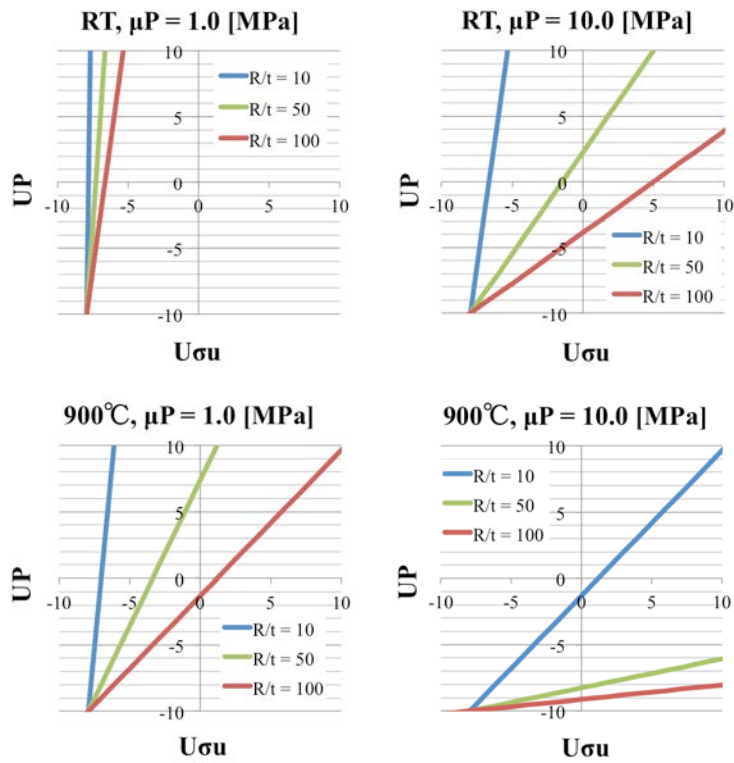 RT, μP = 1.0 [MPa]
10
5
0
-10
-5
0
5
10
-5
-10
R/t = 10
R/t = 50
R/t = 100
UP
Uσu
RT, μP = 10.0 [MPa]
10
5
0
-10
-5
0
5
10
-5
-10
R/t = 10
R/t = 50
R/t = 100
UP
Uσu
900℃, μP = 1.0 [MPa]
10
5
0
-10
-5
0
5
10
-5
-10
R/t = 10
R/t = 50
R/t = 100
UP
Uσu
900℃, μP = 10.0 [MPa]
10
5
0
-10
-5
0
5
10
-5
-10
R/t = 10
R/t = 50
R/t = 100
UP
Uσu